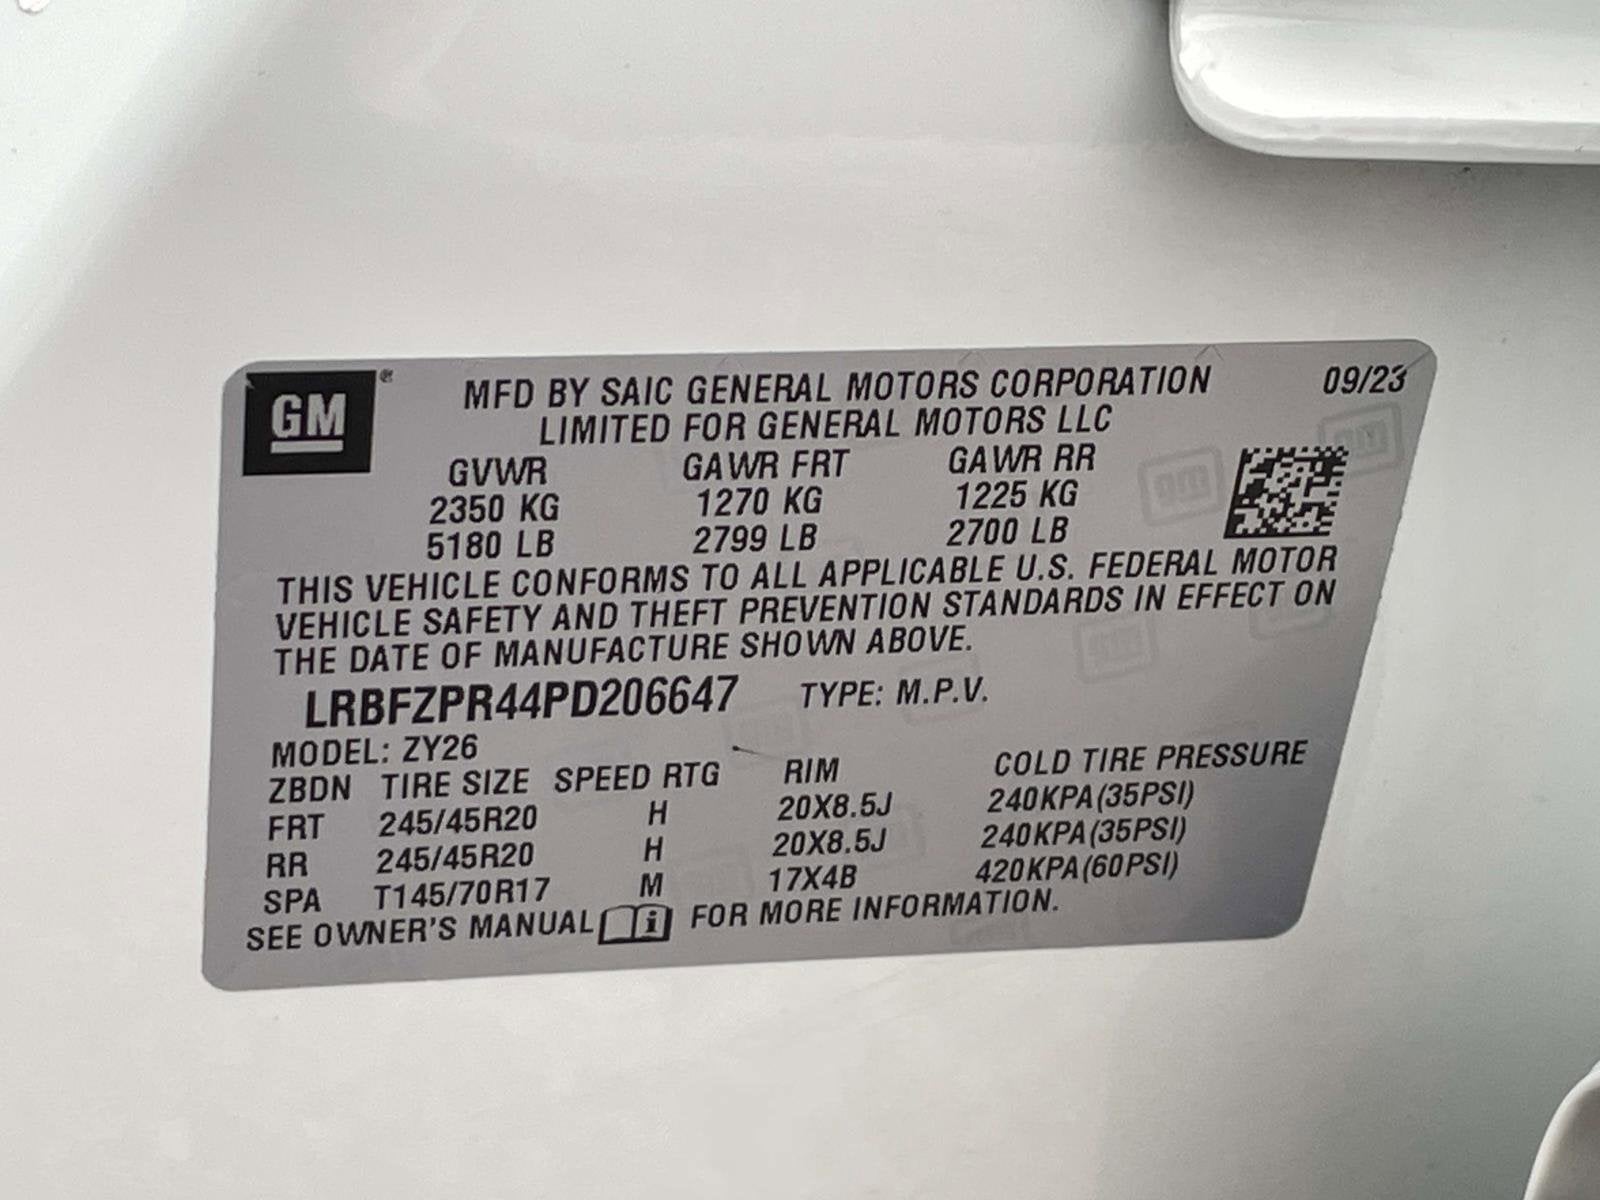 GM ®
MFD BY SAIC GENERAL MOTORS CORPORATION 09/23
LIMITED FOR GENERAL MOTORS LLC
GVWR GAWR FRT GAWR RR
2350 KG 1270 KG 1225 KG
5180 LB 2799 LB 2700 LB
THIS VEHICLE CONFORMS TO ALL APPLICABLE U.S. FEDERAL MOTOR
VEHICLE SAFETY AND THEFT PREVENTION STANDARDS IN EFFECT ON
THE DATE OF MANUFACTURE SHOWN ABOVE.
LRBFZPR44PD206647 TYPE: M.P.V.
MODEL: ZY26
ZBDN TIRE SIZE SPEED RTG RIM COLD TIRE PRESSURE
FRT 245/45R20 H 20X8.5J 240KPA(35PSI)
RR 245/45R20 H 20X8.5J 240KPA(35PSI)
SPA T145/70R17 M 17X4B 420KPA(60PSI)
SEE OWNER'S MANUAL i FOR MORE INFORMATION.